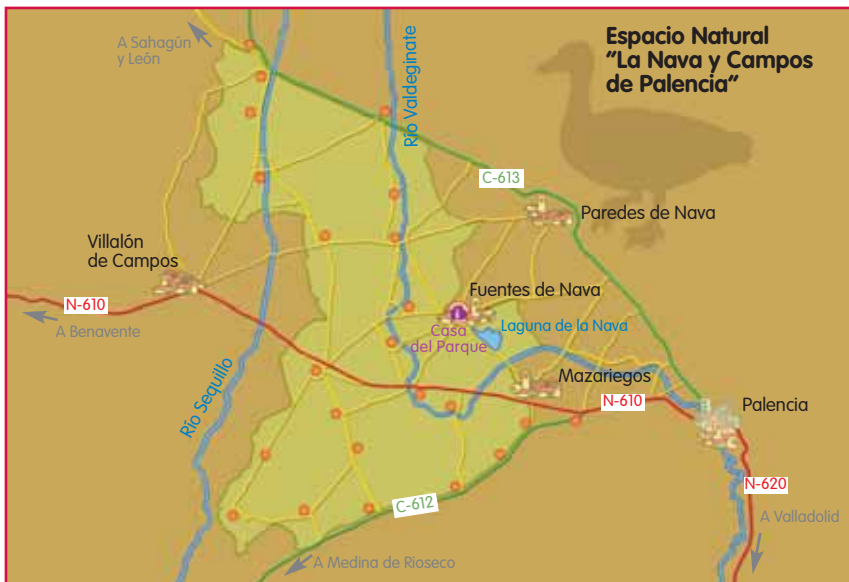 Espacio Natural
"La Nava y Campos
de Palencia"
A Sahagún
y León
Río Valdeginate
C-613
Paredes de Nava
Villalón
de Campos
Fuentes de Nava
N-610
A Benavente
Casa
del Parque
Laguna de la Nava
Río Sequillo
Mazariegos
N-610
Palencia
N-620
C-612
A Valladolid
A Medina de Rioseco